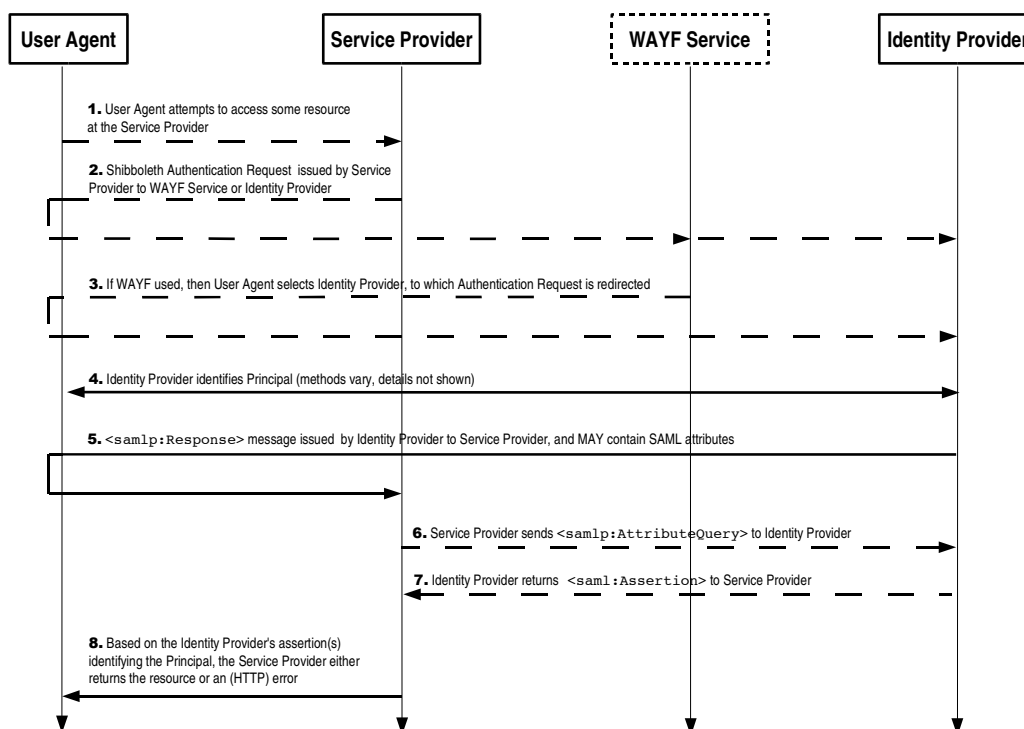 User Agent
Service Provider
WAYF Service
Identity Provider
1. User Agent attempts to access some resource
at the Service Provider
2. Shibboleth Authentication Request issued by Service
Provider to WAYF Service or Identity Provider
3. If WAYF used, then User Agent selects Identity Provider, to which Authentication Request is redirected
4. Identity Provider identifies Principal (methods vary, details not shown)
5. <samlp:Response> message issued by Identity Provider to Service Provider, and MAY contain SAML attributes
6. Service Provider sends <samlp:AttributeQuery> to Identity Provider
7. Identity Provider returns <saml:Assertion> to Service Provider
8. Based on the Identity Provider's assertion(s)
identifying the Principal, the Service Provider either
returns the resource or an (HTTP) error